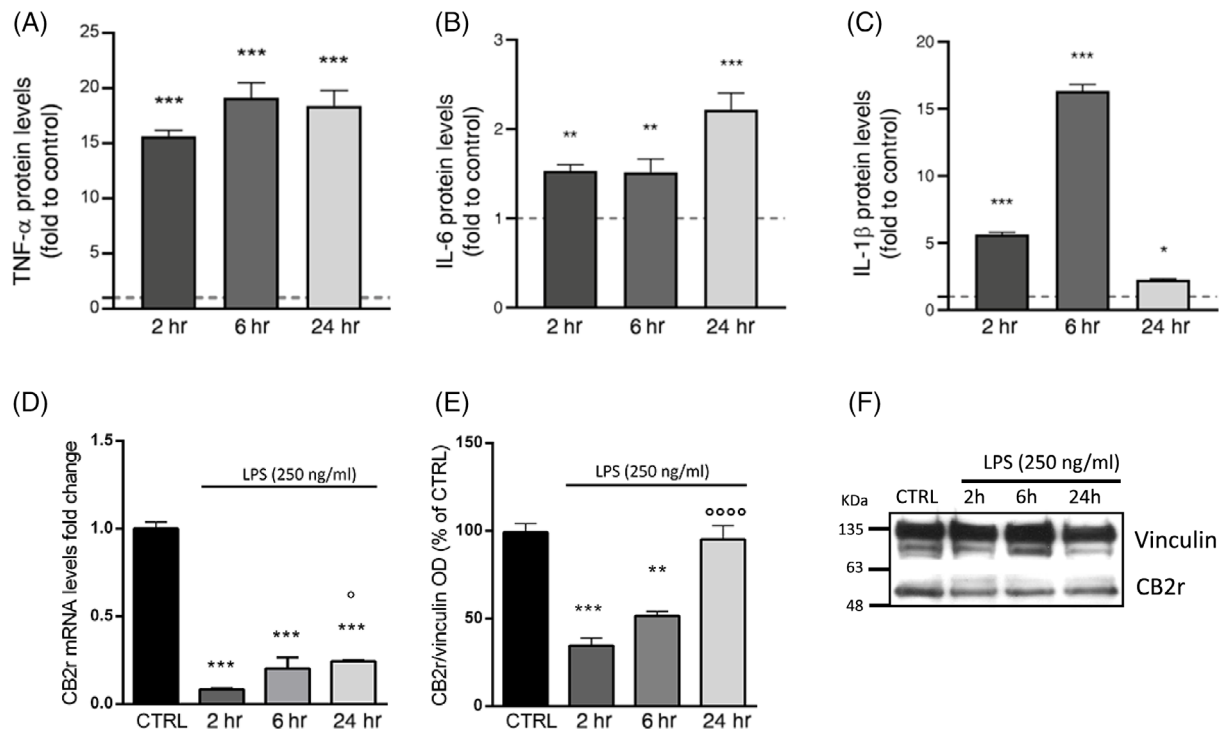 (A)
TNF-α protein levels
(fold to control)
25
20
15
10
5
0
***
***
***
2 hr
6 hr
24 hr
(B)
IL-6 protein levels
(fold to control)
3
2
1
0
**
**
***
2 hr
6 hr
24 hr
(C)
IL-1β protein levels
(fold to control)
20
15
10
5
0
***
***
*
2 hr
6 hr
24 hr
(D)
CB2r mRNA levels fold change
1.5
1.0
0.5
0.0
LPS (250 ng/ml)
***
***
°
***
CTRL
2 hr
6 hr
24 hr
(E)
CB2r/vinculin OD (% of CTRL)
150
100
50
0
LPS (250 ng/ml)
***
**
°°°°
CTRL
2 hr
6 hr
24 hr
(F)
LPS (250 ng/ml)
KDa
CTRL
2h
6h
24h
135
63
48
Vinculin
CB2r